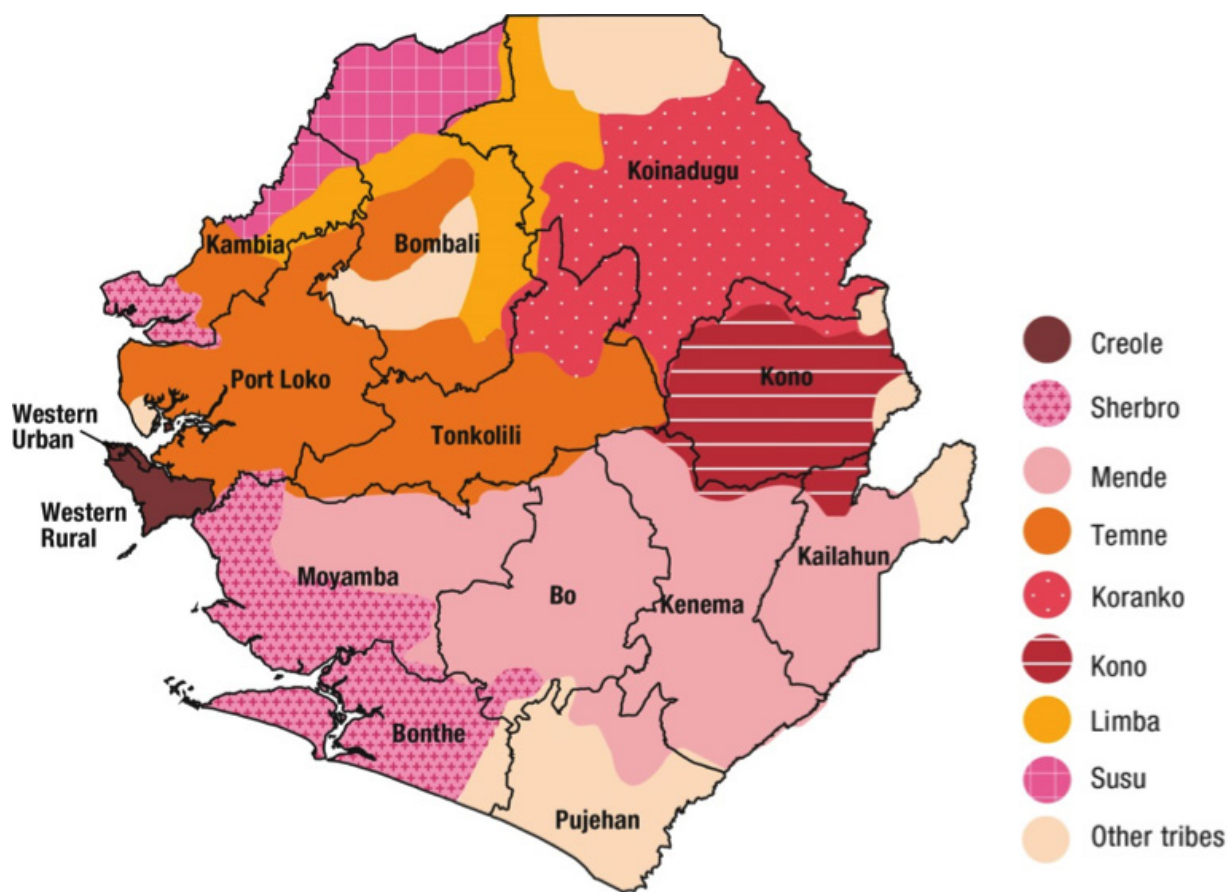 Koinadugu
Kambia
Bombali
Port Loko
Kono
Western
Urban
Tonkolili
Western
Rural
Moyamba
Bo
Kenema
Kailahun
Bonthe
Pujehan
Creole
Sherbro
Mende
Temne
Koranko
Kono
Limba
Susu
Other tribes